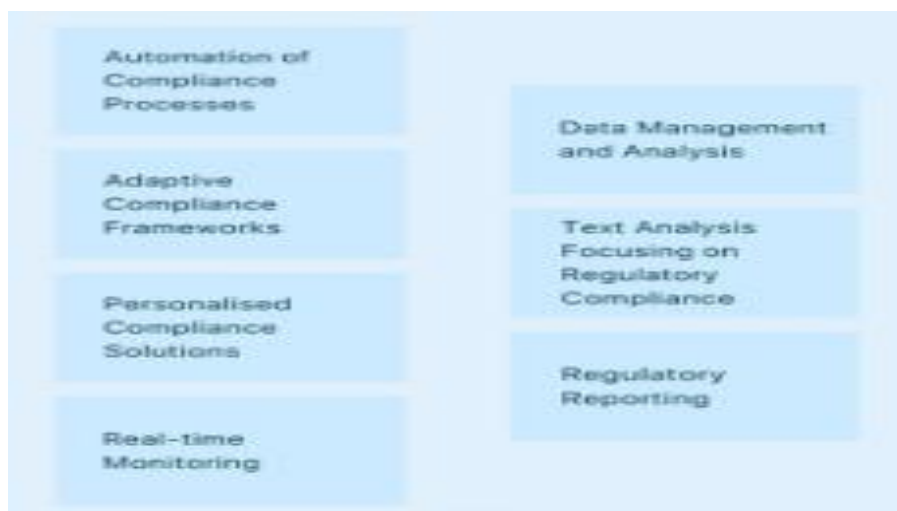 Automation of
Compliance
Processes
Adaptive
Compliance
Frameworks
Personalised
Compliance
Solutions
Real-time
Monitoring
Data Management
and Analysis
Text Analysis
Focusing on
Regulatory
Compliance
Regulatory
Reporting